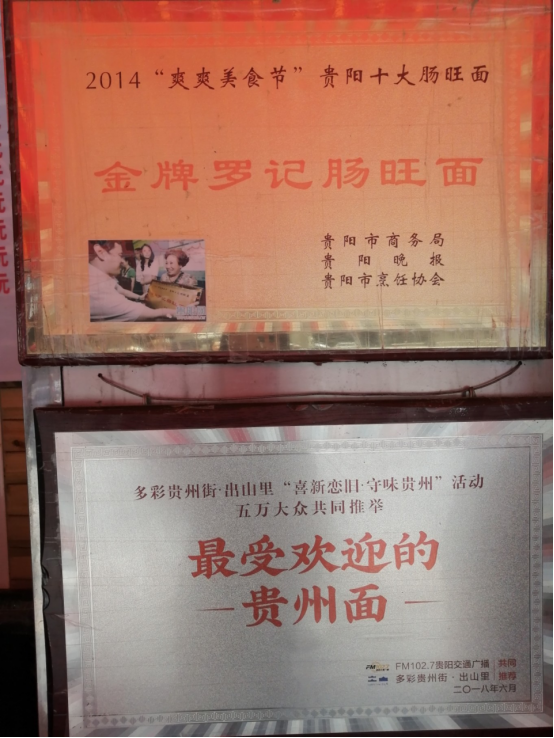 2014“爽爽美食节”贵阳十大肠旺面
金牌罗记肠旺面
贵阳市商务局
贵阳晚报
贵阳市烹饪协会
元
元
元
元
多彩贵州街·出山里“喜新恋旧·守味贵州”活动
五万大众共同推举
最受欢迎的
贵州面
FM102.7贵阳交通广播
多彩贵州街·出山里
共同
推荐
二〇一八年六月